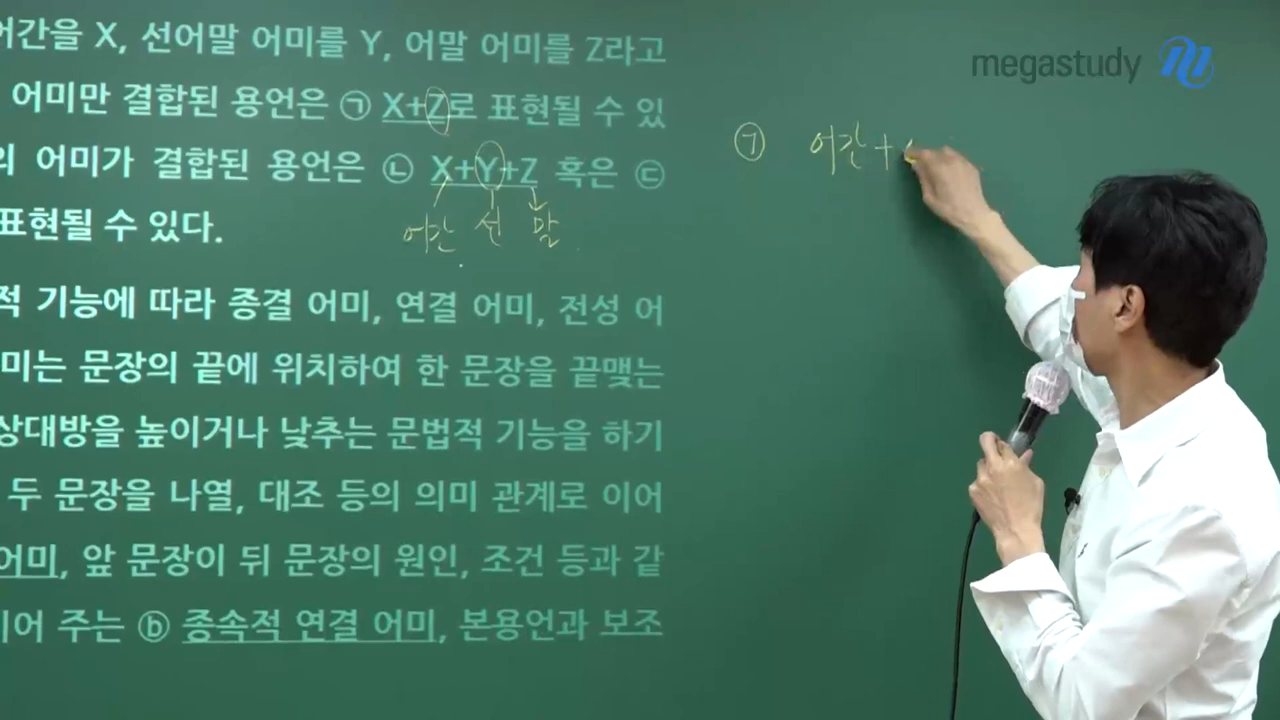 어간을 X, 선어말 어미를 Y, 어말 어미를 Z라고
어미만 결합된 용언은 ㉠ X+Z로 표현될 수 있
의 어미가 결합된 용언은 ㉡ X+Y+Z 혹은 ㉢
어간 선 말
표현될 수 있다.
적 기능에 따라 종결 어미, 연결 어미, 전성 어
미는 문장의 끝에 위치하여 한 문장을 끝맺는
상대방을 높이거나 낮추는 문법적 기능을 하기
두 문장을 나열, 대조 등의 의미 관계로 이어
어미, 앞 문장이 뒤 문장의 원인, 조건 등과 같
이어 주는 ⓑ 종속적 연결 어미, 본용언과 보조
㉠ 어간+
megastudy